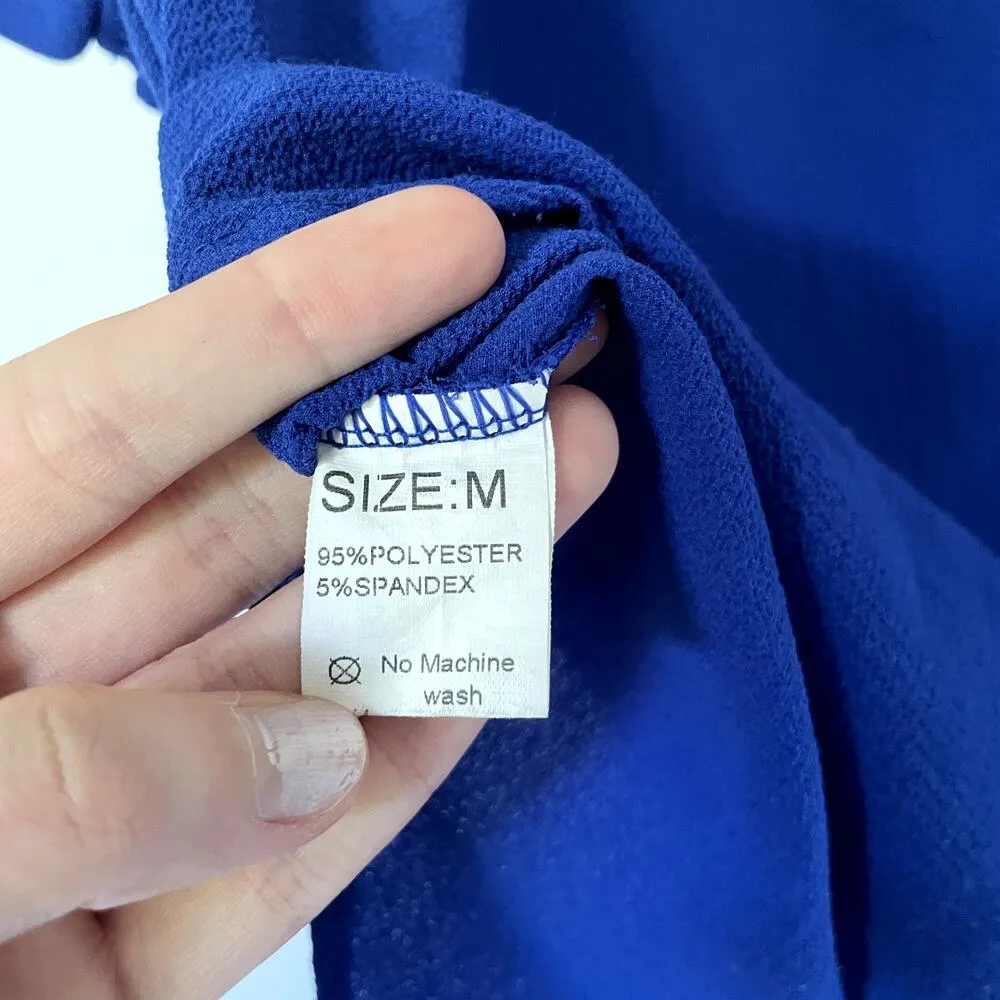 SIZE:M
95%POLYESTER
5%SPANDEX
No Machine
wash